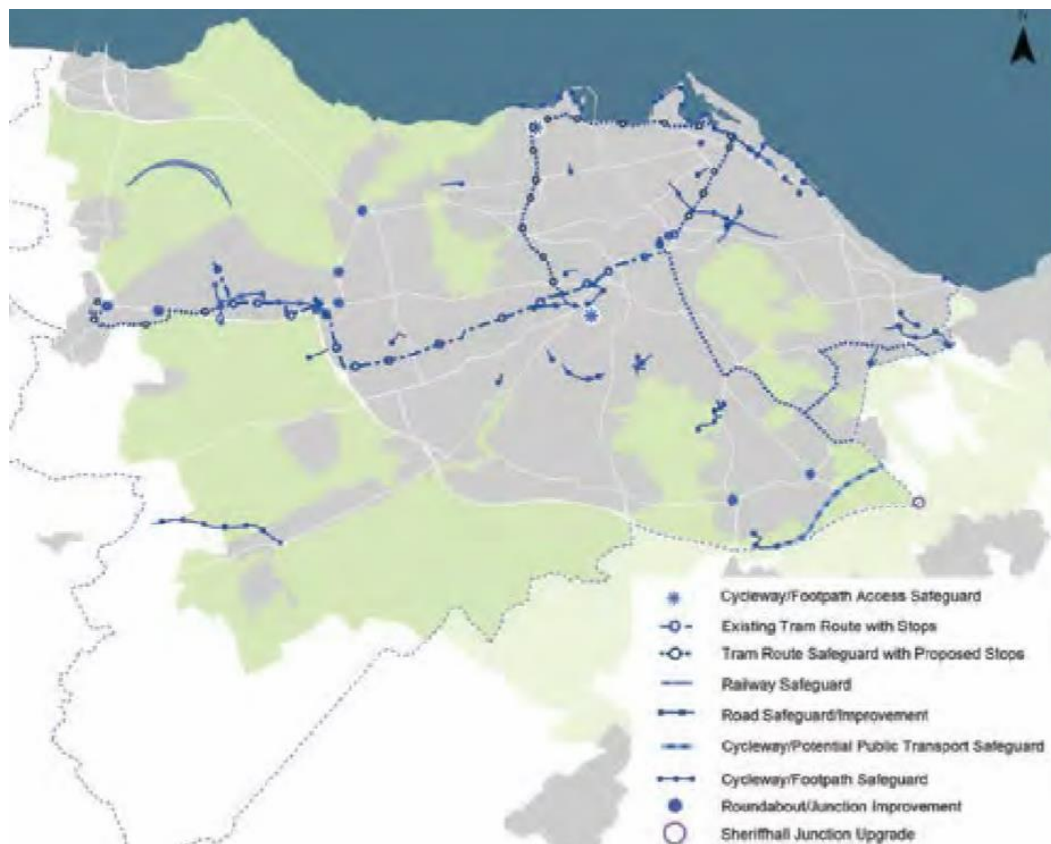 N
Cycleway/Footpath Access Safeguard
Existing Tram Route with Stops
Tram Route Safeguard with Proposed Stops
Railway Safeguard
Road Safeguard/Improvement
Cycleway/Potential Public Transport Safeguard
Cycleway/Footpath Safeguard
Roundabout/Junction Improvement
Sheriffhall Junction Upgrade